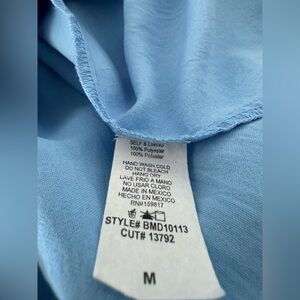 SELF & LINING
100% Polyester
100% Poliester
HAND WASH COLD
DO NOT BLEACH
HANG DRY
LAVE FRIO A MANO
NO USAR CLORO
MADE IN MEXICO
HECHO EN MEXICO
RN#159817
STYLE# BMD10113
CUT# 13792
M